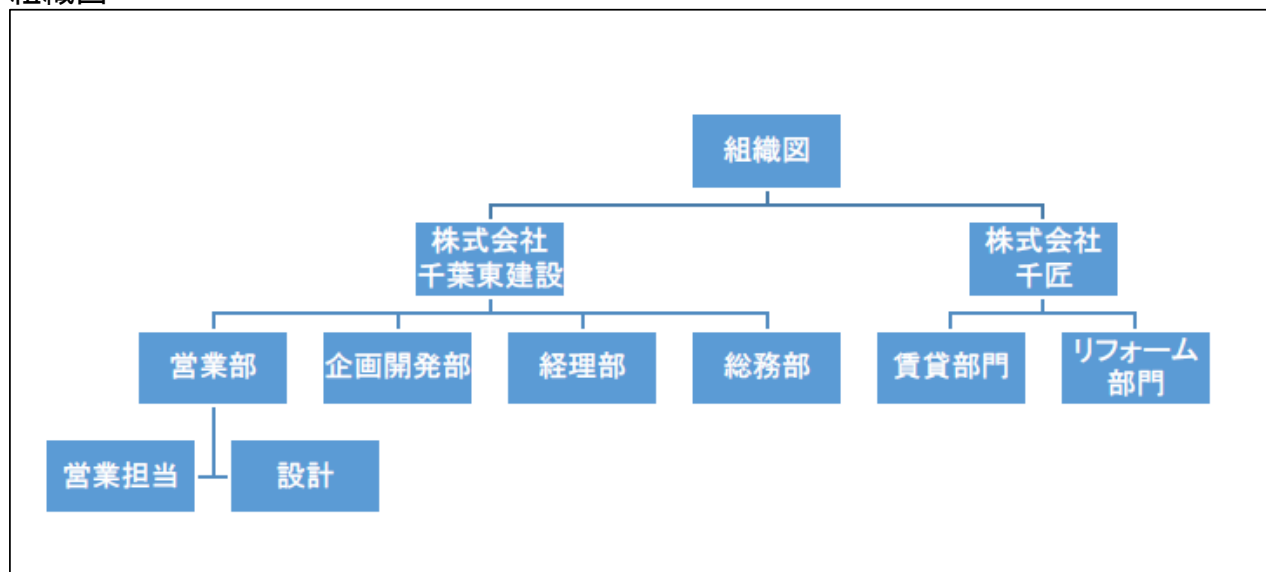 組織図
組織図
株式会社
千葉東建設
株式会社
千匠
営業部
企画開発部
経理部
総務部
賃貸部門
リフォーム
部門
営業担当
設計